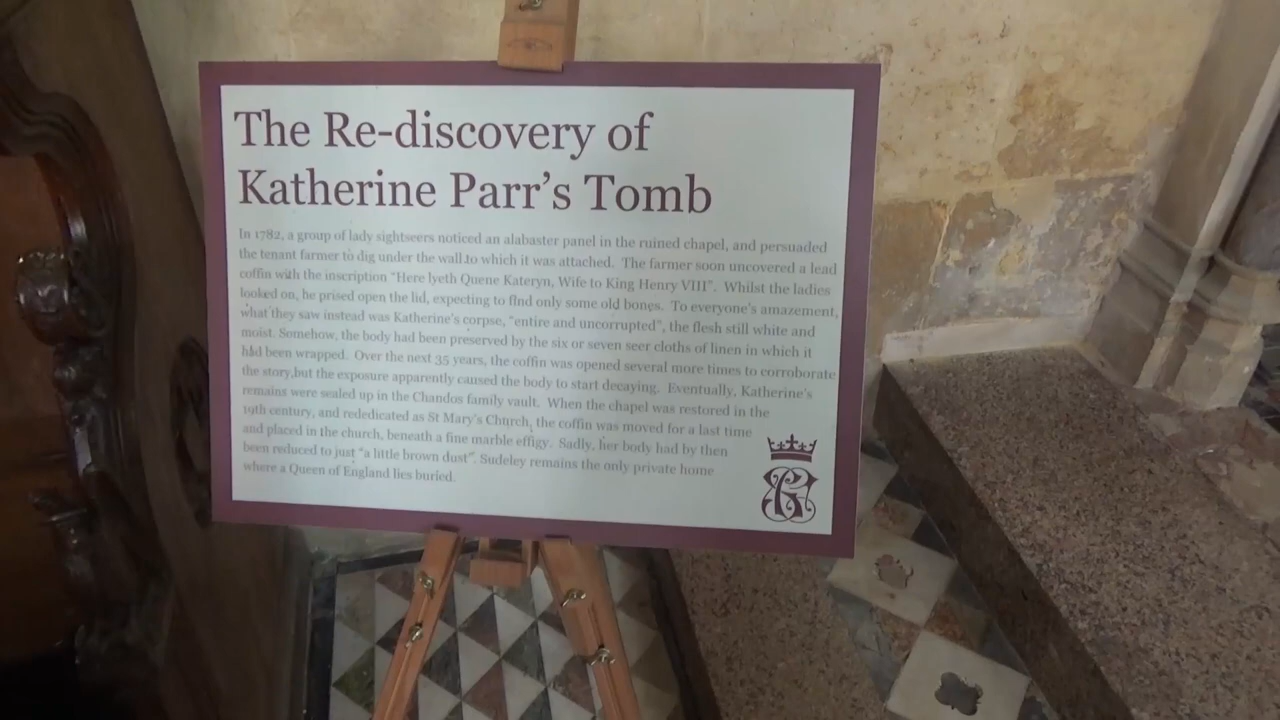 The Re-discovery of
Katherine Parr's Tomb
In 1782, a group of lady sightseers noticed an alabaster panel in the ruined chapel, and persuaded
the tenant farmer to dig under the wall to which it was attached. The farmer soon uncovered a lead
coffin with the inscription "Here lyeth Quene Kateryn, Wife to King Henry VIII". Whilst the ladies
looked on, he prised open the lid, expecting to find only some old bones. To everyone's amazement,
what they saw instead was Katherine's corpse, "entire and uncorrupted", the flesh still white and
moist. Somehow, the body had been preserved by the six or seven seer cloths of linen in which it
had been wrapped. Over the next 35 years, the coffin was opened several more times to corroborate
the story,but the exposure apparently caused the body to start decaying. Eventually, Katherine's
remains were sealed up in the Chandos family vault. When the chapel was restored in the
19th century, and rededicated as St Mary's Church, the coffin was moved for a last time
and placed in the church, beneath a fine marble effigy. Sadly, her body had by then
been reduced to just "a little brown dust". Sudeley remains the only private home
where a Queen of England lies buried.